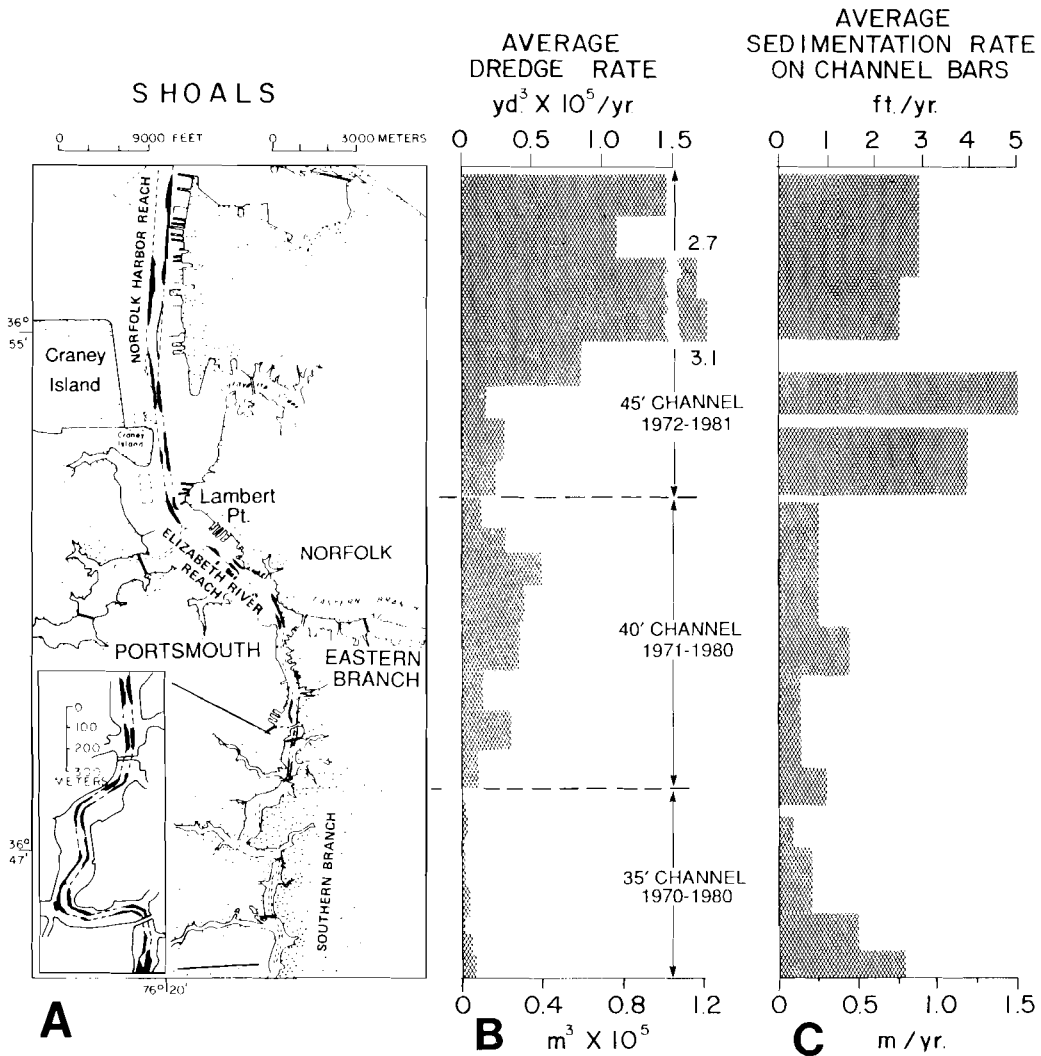 SHOALS
0 9000 FEET 0 3000 METERS
NORFOLK HARBOR REACH
36°
55'
Craney
Island
Craney
Island
Lambert
Pt.
ELIZABETH RIVER
REACH
NORFOLK
EASTERN BRANCH
PORTSMOUTH
EASTERN
BRANCH
0
100
200
300
METERS
36°
47'
SOUTHERN BRANCH
76° 20'
A
AVERAGE
DREDGE RATE
yd.³ X 10⁵/yr.
0 0.5 1.0 1.5
2.7
3.1
45' CHANNEL
1972-1981
40' CHANNEL
1971-1980
35' CHANNEL
1970-1980
0 0.4 0.8 1.2
B
m³ X 10⁵
AVERAGE
SEDIMENTATION RATE
ON CHANNEL BARS
ft./yr.
0 1 2 3 4 5
0 0.5 1.0 1.5
C
m/yr.